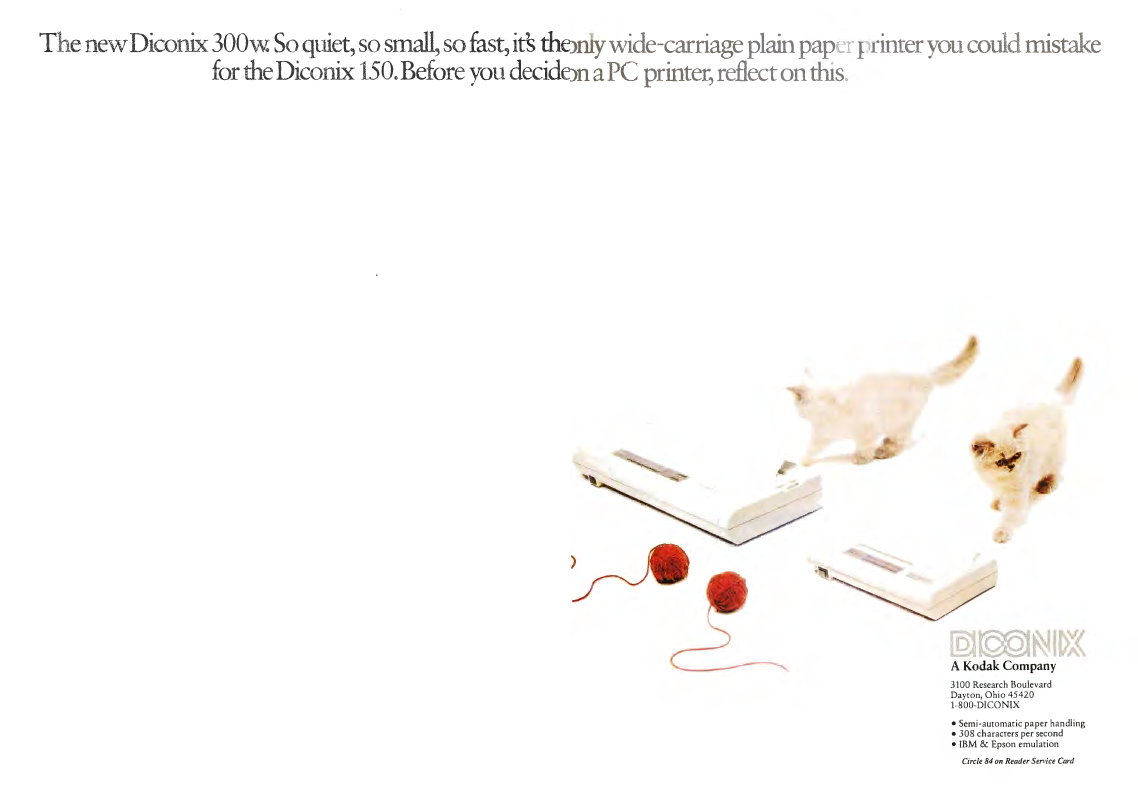 The new Diconix 300w. So quiet, so small, so fast, it's the only wide-carriage plain paper printer you could mistake
for the Diconix 150. Before you decide on a PC printer, reflect on this.
DICONIX
A Kodak Company
3100 Research Boulevard
Dayton, Ohio 45420
1-800-DICONIX
• Semi-automatic paper handling
• 308 characters per second
• IBM & Epson emulation
Circle 84 on Reader Service Card